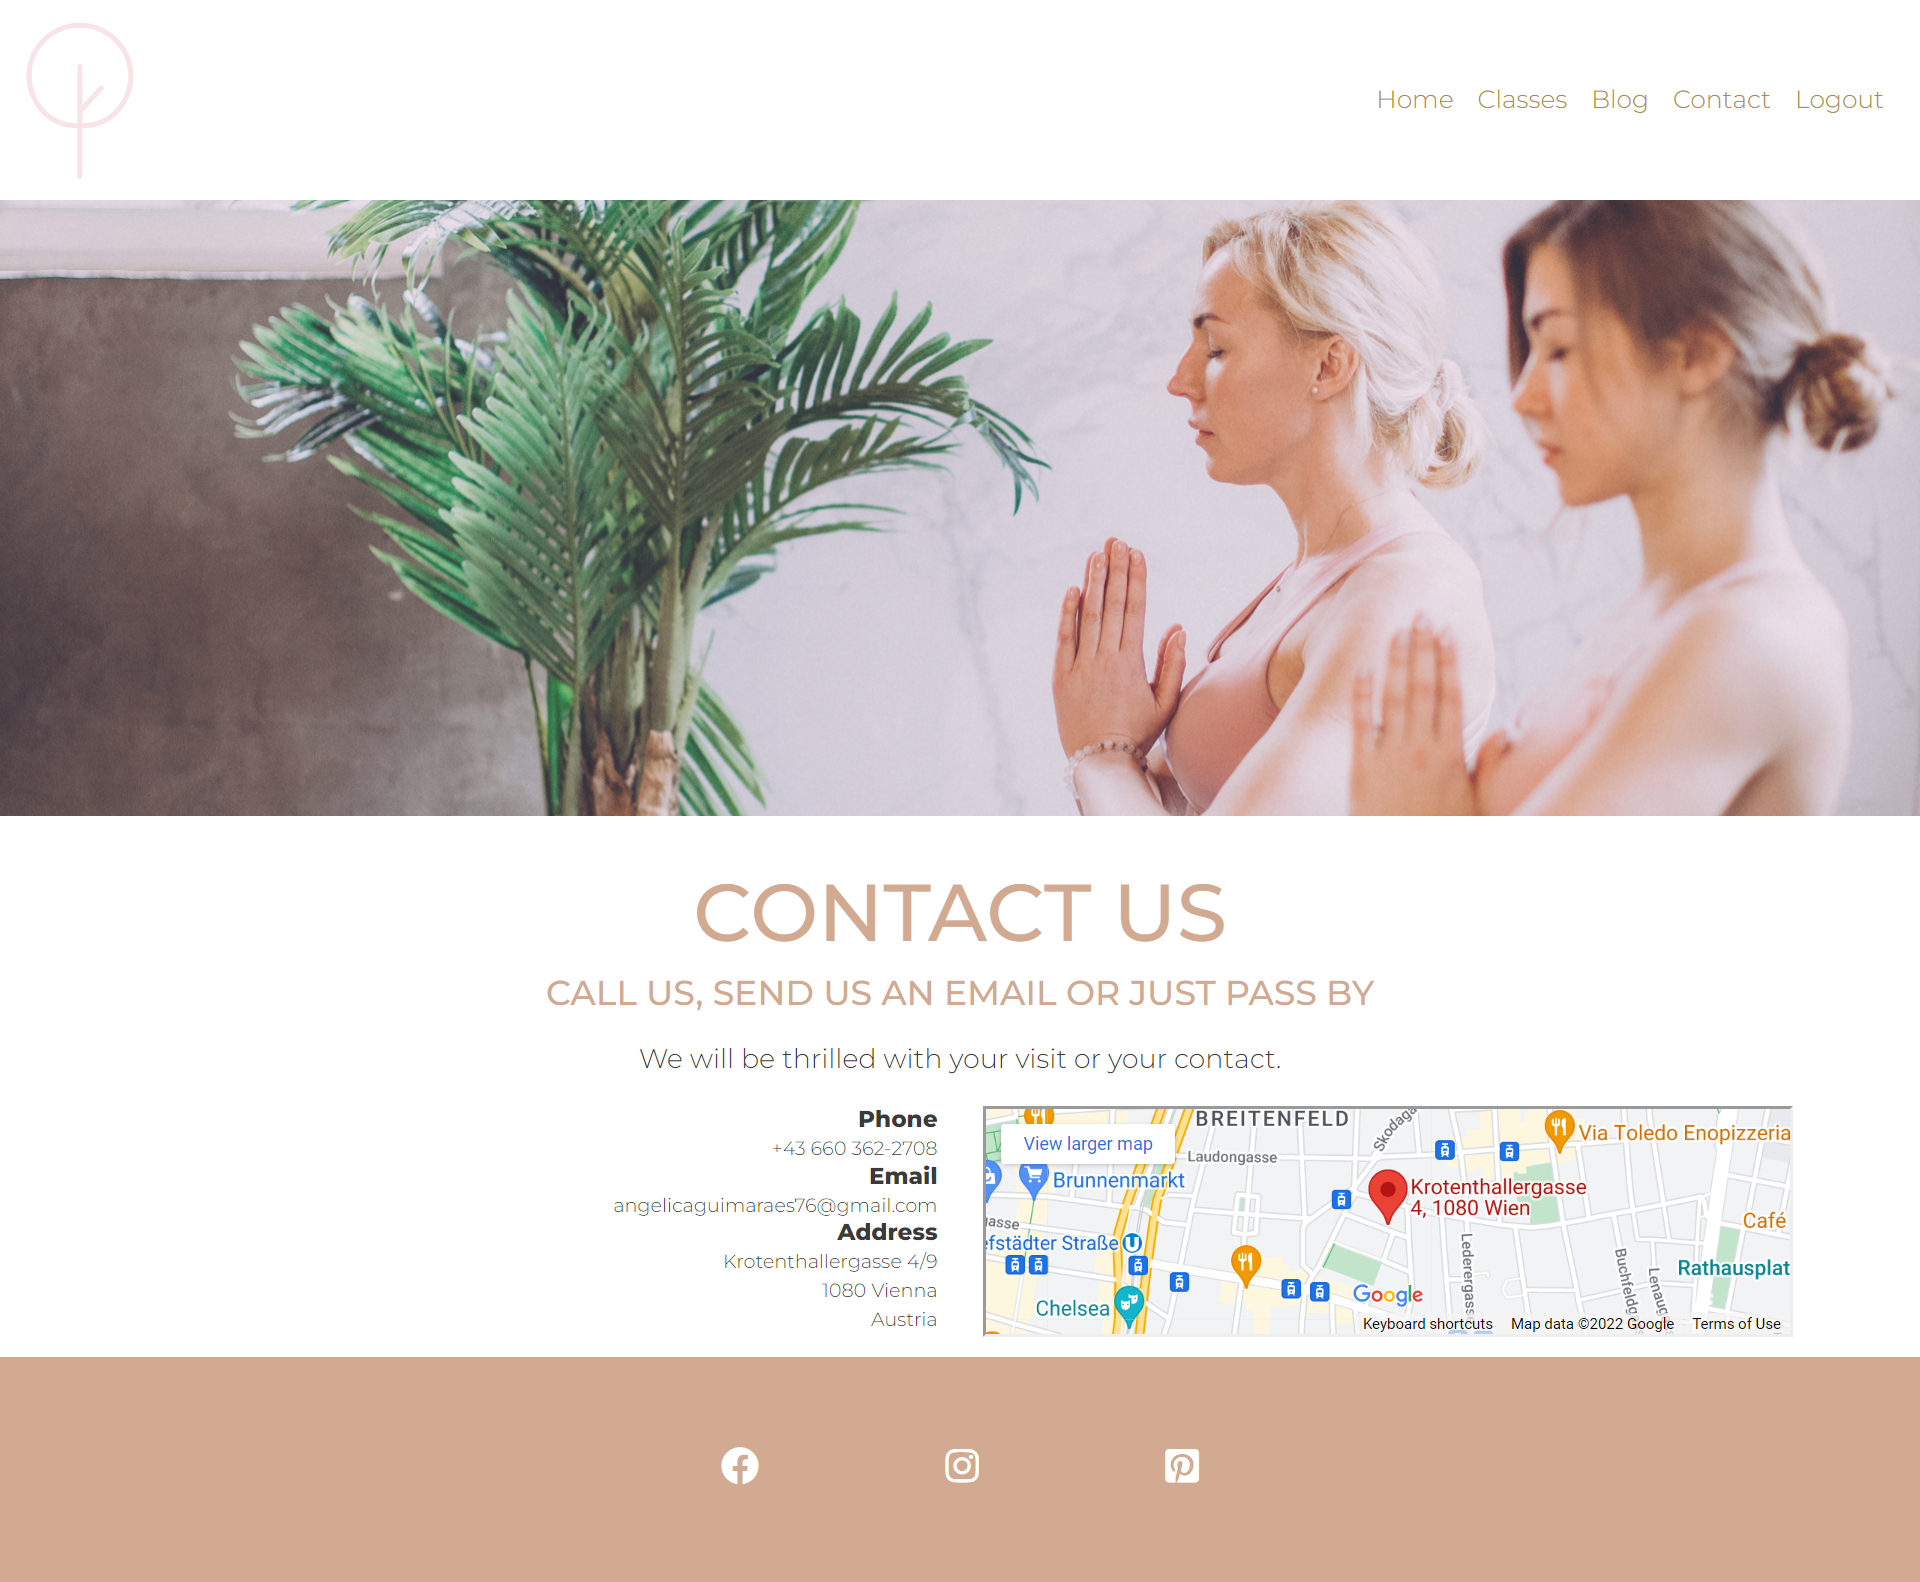 Home Classes Blog Contact Logout
CONTACT US
CALL US, SEND US AN EMAIL OR JUST PASS BY
We will be thrilled with your visit or your contact.
Phone
+43 660 362-2708
Email
angelicaguimaraes76@gmail.com
Address
Krotenthallergasse 4/9
1080 Vienna
Austria
BREITENFELD
Skodaga
Via Toledo Enopizzeria
View larger map
Laudongasse
Brunnenmarkt
Krotenthallergasse
4, 1080 Wien
gasse
Café
efstädter Straße
U
Lederergass
Buchfeldg
Lenaug
Rathausplat
Chelsea
Google
Keyboard shortcuts
Map data ©2022 Google
Terms of Use